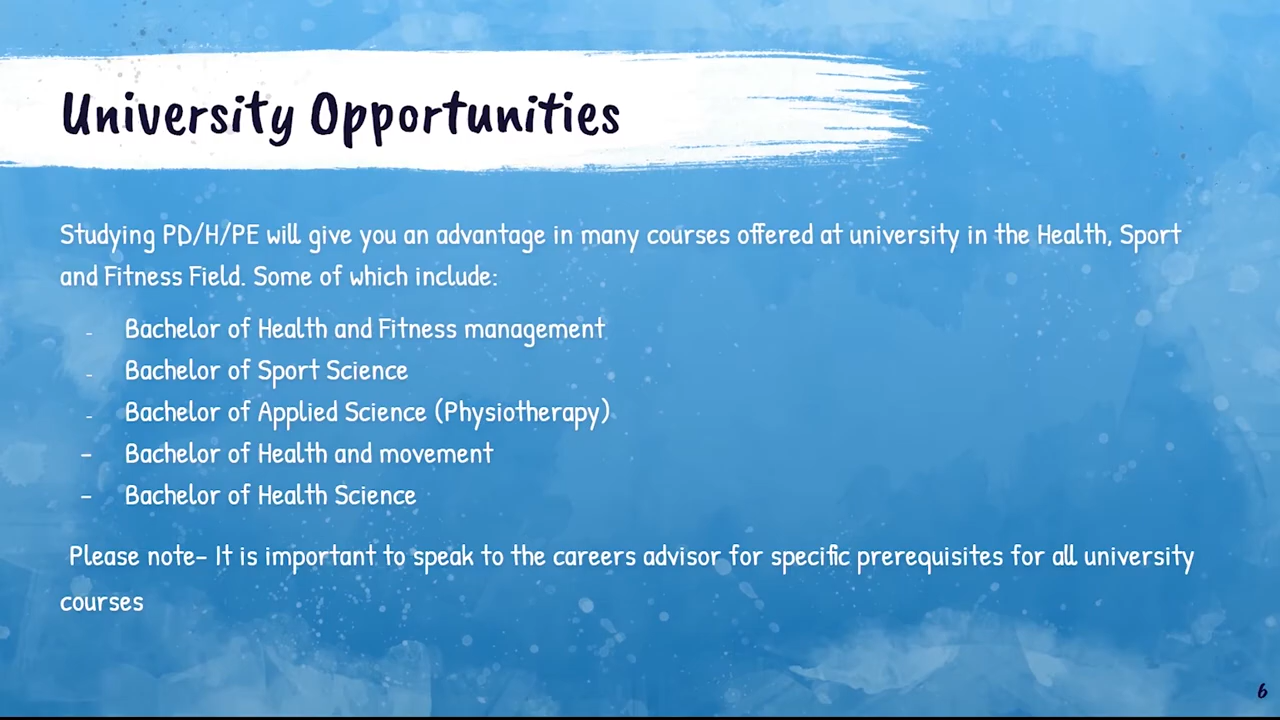 University Opportunities
Studying PD/H/PE will give you an advantage in many courses offered at university in the Health, Sport
and Fitness Field. Some of which include:
- Bachelor of Health and Fitness management
- Bachelor of Sport Science
- Bachelor of Applied Science (Physiotherapy)
- Bachelor of Health and movement
- Bachelor of Health Science
Please note- It is important to speak to the careers advisor for specific prerequisites for all university
courses
6